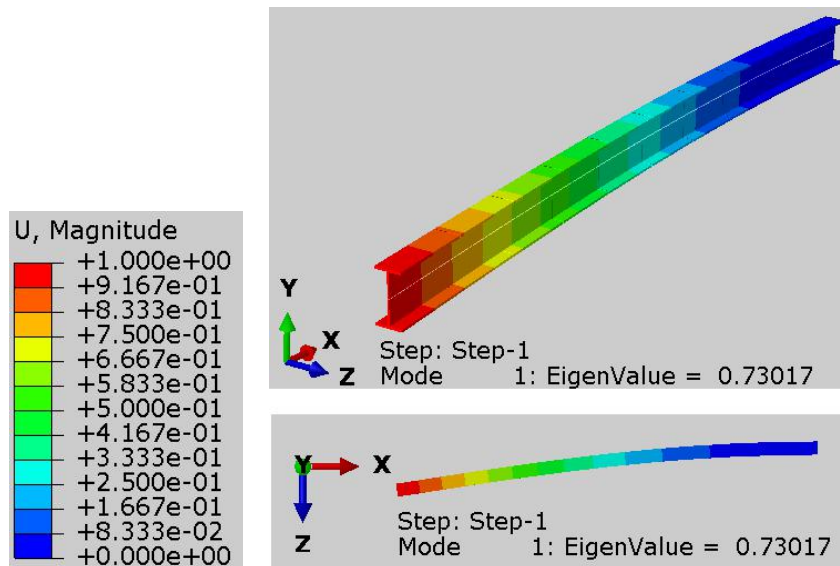 U, Magnitude
+1.000e+00
+9.167e-01
+8.333e-01
+7.500e-01
+6.667e-01
+5.833e-01
+5.000e-01
+4.167e-01
+3.333e-01
+2.500e-01
+1.667e-01
+8.333e-02
+0.000e+00
Y
X
Z
Step: Step-1
Mode 1: EigenValue = 0.73017
Y X
Z
Step: Step-1
Mode 1: EigenValue = 0.73017